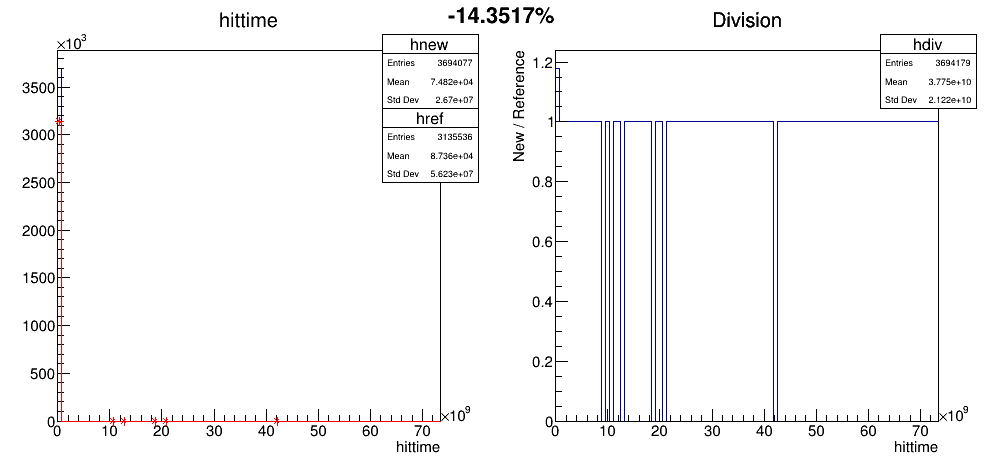 -14.3517%
hittime
×10³
hnew
Entries 3694077
Mean 7.482e+04
Std Dev 2.67e+07
href
Entries 3135536
Mean 8.736e+04
Std Dev 5.623e+07
3500
3000
2500
2000
1500
1000
500
0
0 10 20 30 40 50 60 70
×10⁹
hittime
Division
hdiv
Entries 3694179
Mean 3.775e+10
Std Dev 2.122e+10
New / Reference
1.2
1
0.8
0.6
0.4
0.2
0
0 10 20 30 40 50 60 70
×10⁹
hittime